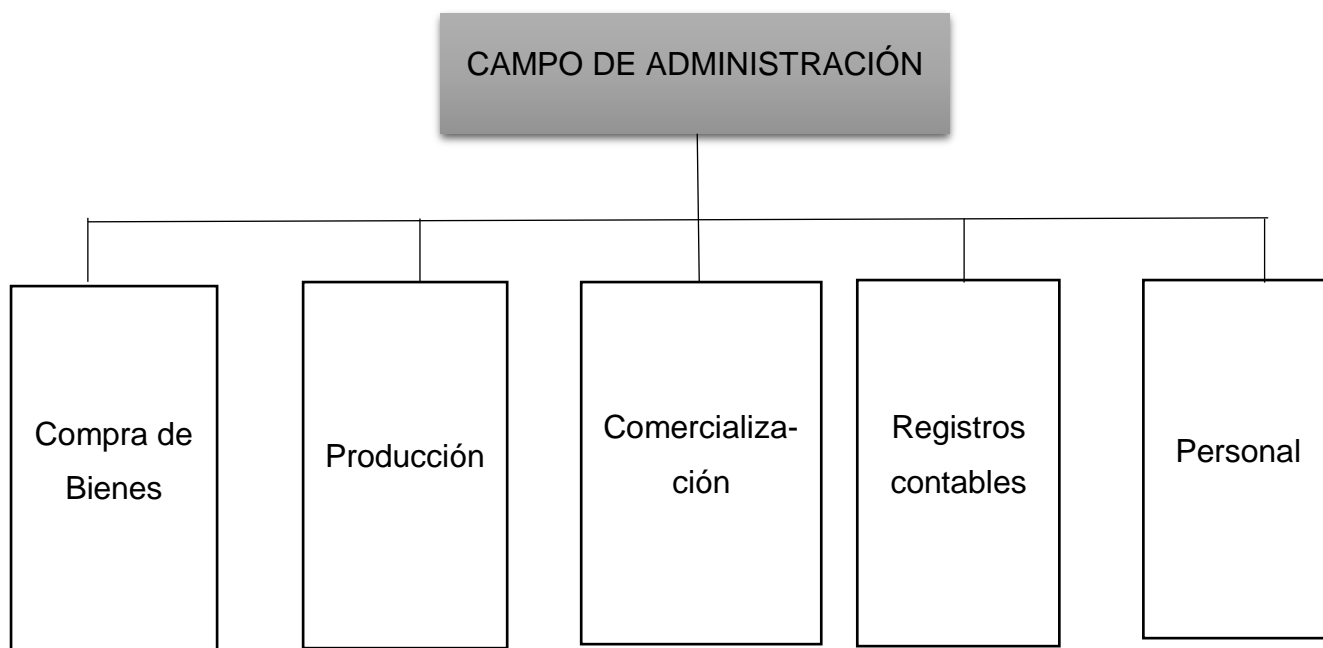 CAMPO DE ADMINISTRACIÓN
Compra de
Bienes
Producción
Comercializa-
ción
Registros
contables
Personal